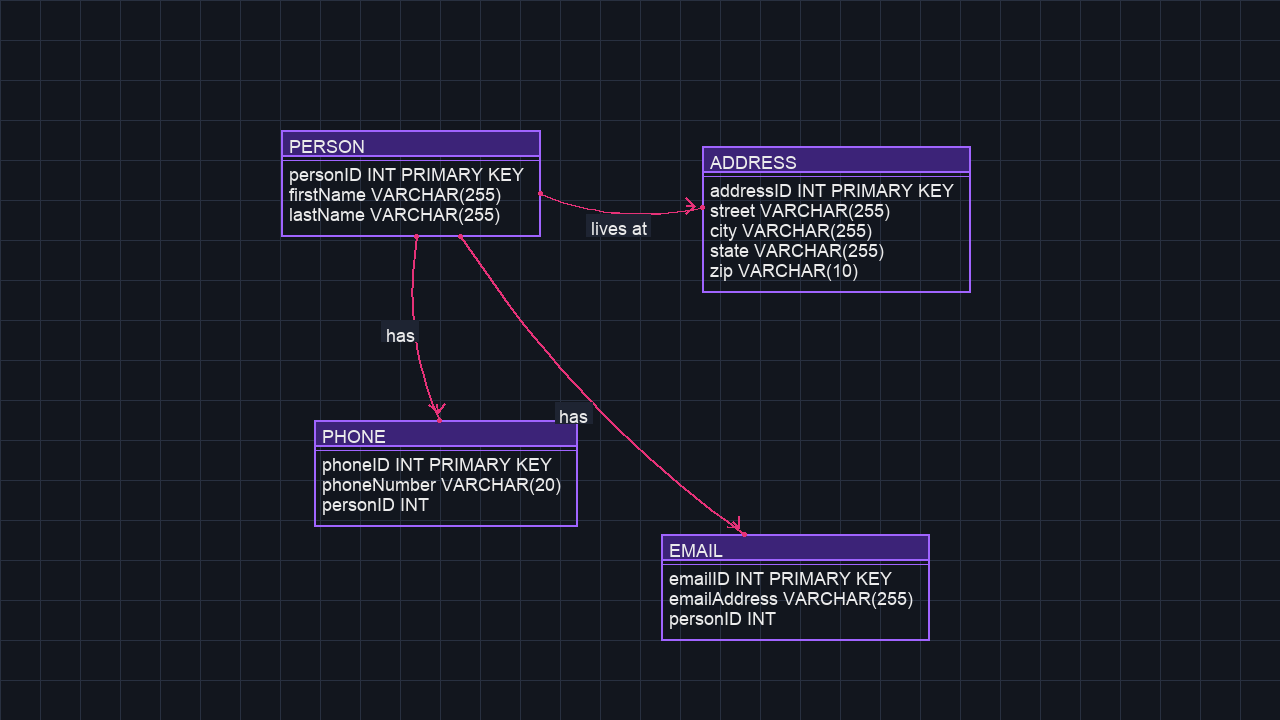 PERSON
personID INT PRIMARY KEY
firstName VARCHAR(255)
lastName VARCHAR(255)
lives at
ADDRESS
addressID INT PRIMARY KEY
street VARCHAR(255)
city VARCHAR(255)
state VARCHAR(255)
zip VARCHAR(10)
has
has
PHONE
phoneID INT PRIMARY KEY
phoneNumber VARCHAR(20)
personID INT
EMAIL
emailID INT PRIMARY KEY
emailAddress VARCHAR(255)
personID INT